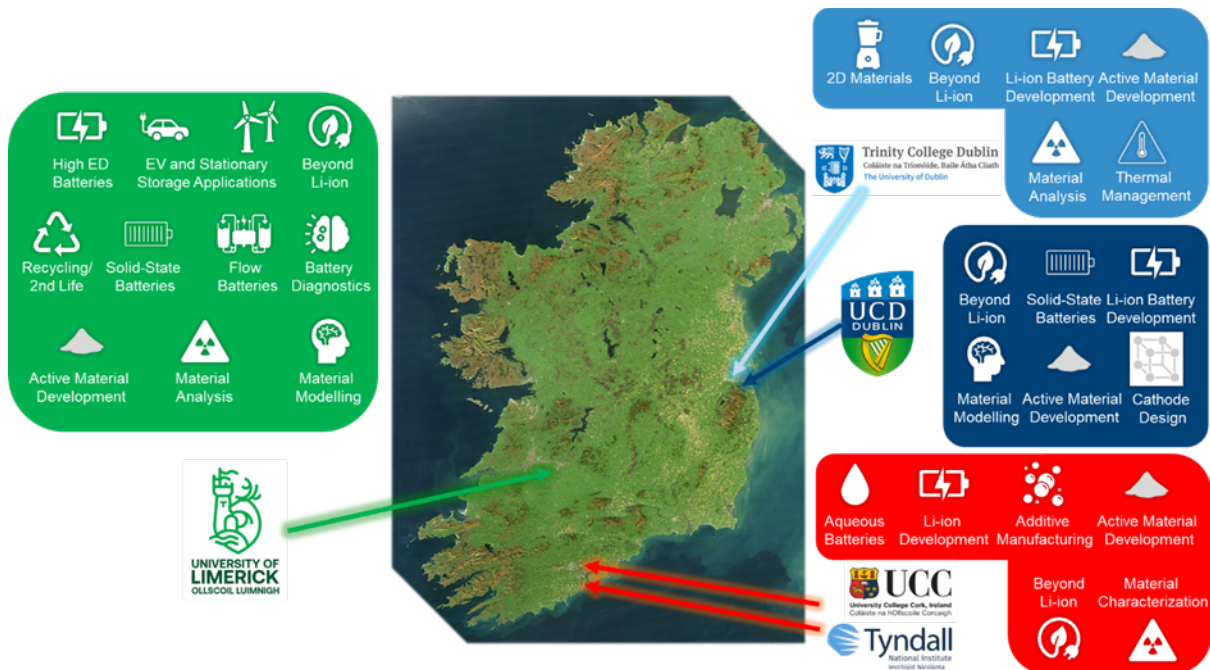 High ED
Batteries
EV and Stationary
Storage Applications
Beyond
Li-ion
Recycling/
2nd Life
Solid-State
Batteries
Flow
Batteries
Battery
Diagnostics
Active Material
Development
Material
Analysis
Material
Modelling
UNIVERSITY OF
LIMERICK
OLLSCOIL LUIMNIGH
2D Materials
Beyond
Li-ion
Li-ion Battery
Development
Active Material
Development
Material
Analysis
Thermal
Management
Trinity College Dublin
Coláiste na Tríonóide, Baile Átha Cliath
The University of Dublin
UCD
DUBLIN
Beyond
Li-ion
Solid-State
Batteries
Li-ion Battery
Development
Material
Modelling
Active Material
Development
Cathode
Design
Aqueous
Batteries
Li-ion
Development
Additive
Manufacturing
Active Material
Development
Beyond
Li-ion
Material
Characterization
UCC
University College Cork, Ireland
Coláiste na hOllscoile Corcaigh
Tyndall
National Institute
Institiúid Náisiúnta